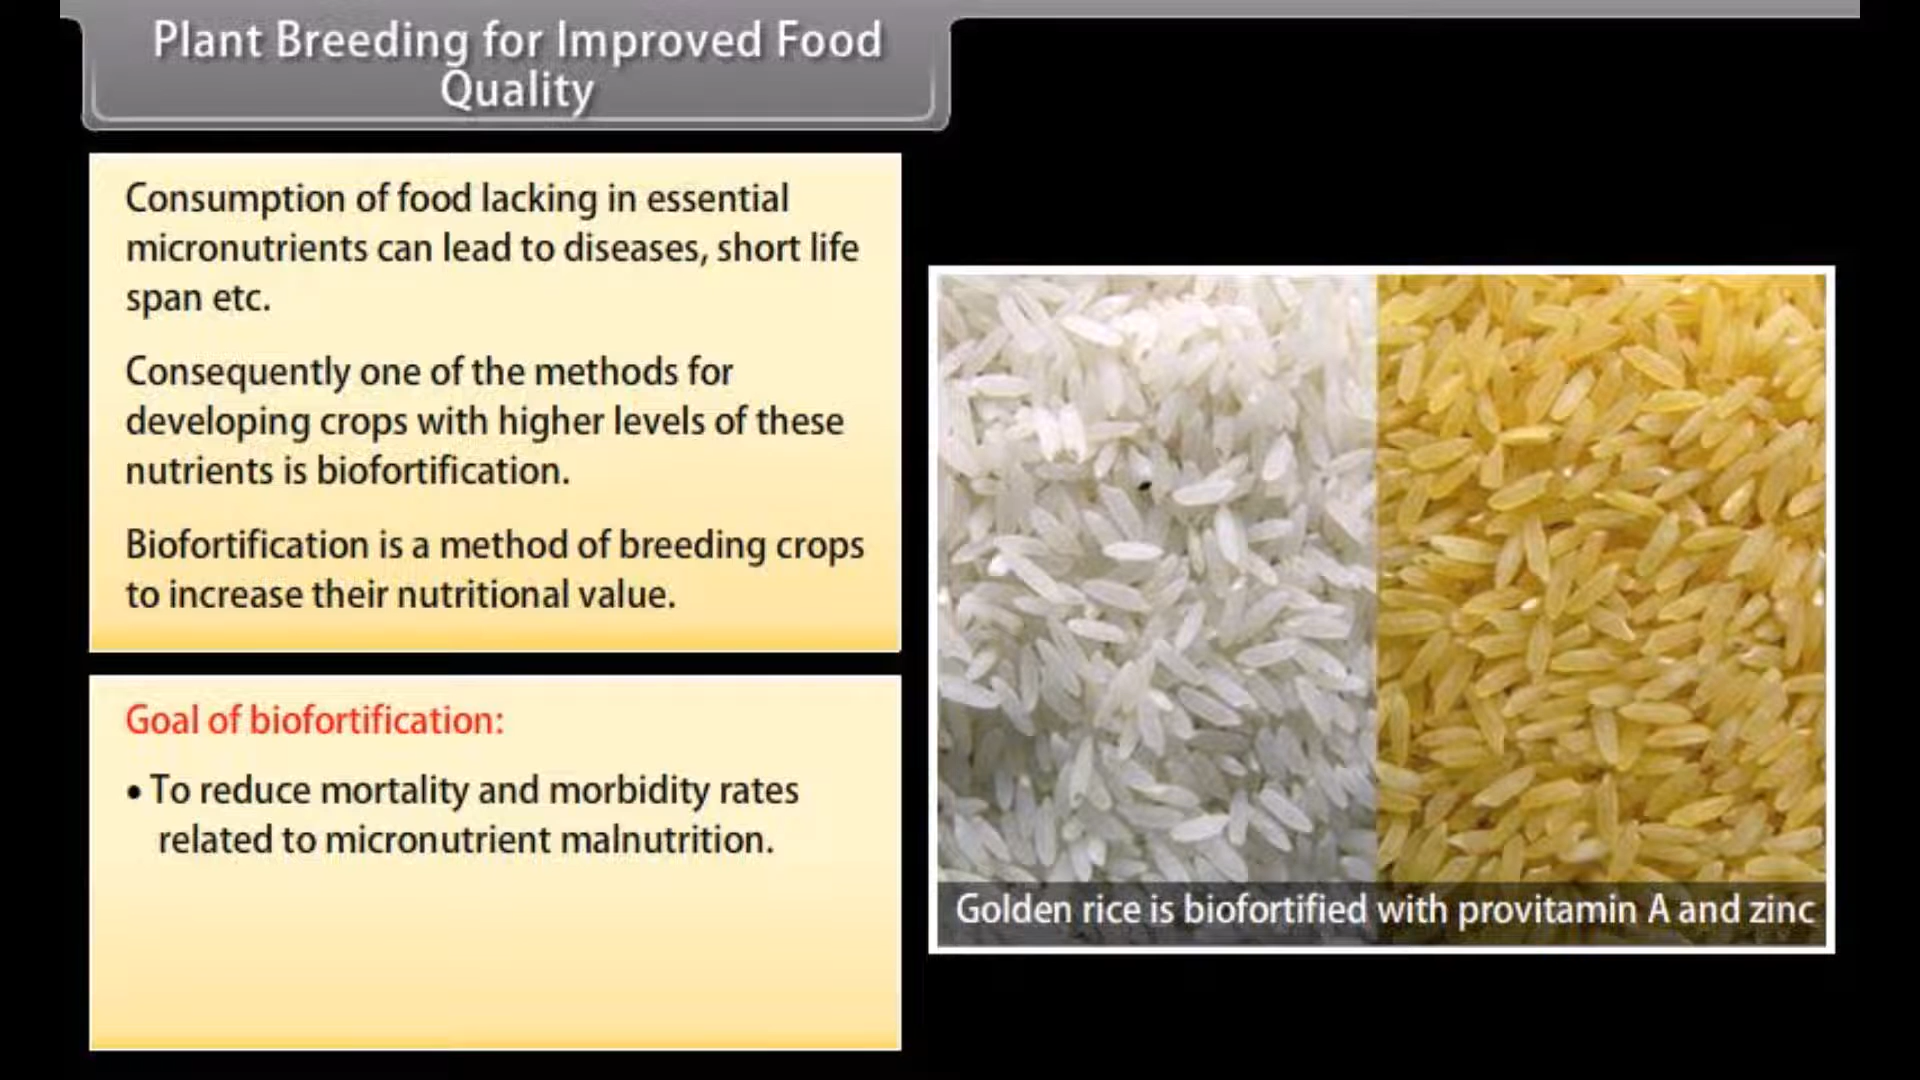 Plant Breeding for Improved Food
Quality
Consumption of food lacking in essential
micronutrients can lead to diseases, short life
span etc.
Consequently one of the methods for
developing crops with higher levels of these
nutrients is biofortification.
Biofortification is a method of breeding crops
to increase their nutritional value.
Goal of biofortification:
• To reduce mortality and morbidity rates
related to micronutrient malnutrition.
Golden rice is biofortified with provitamin A and zinc